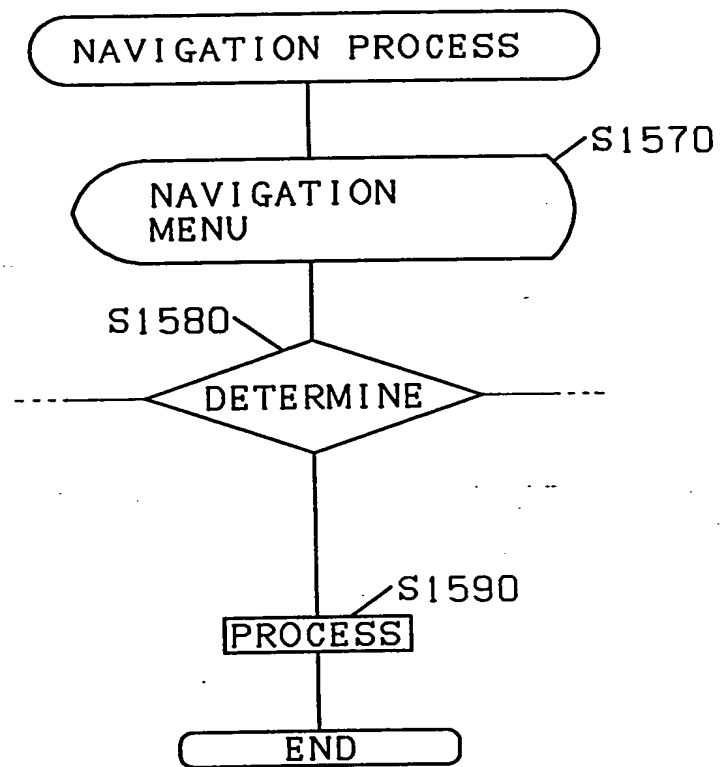 NAVIGATION PROCESS
S1570
NAVIGATION
MENU
S1580
DETERMINE
S1590
PROCESS
END